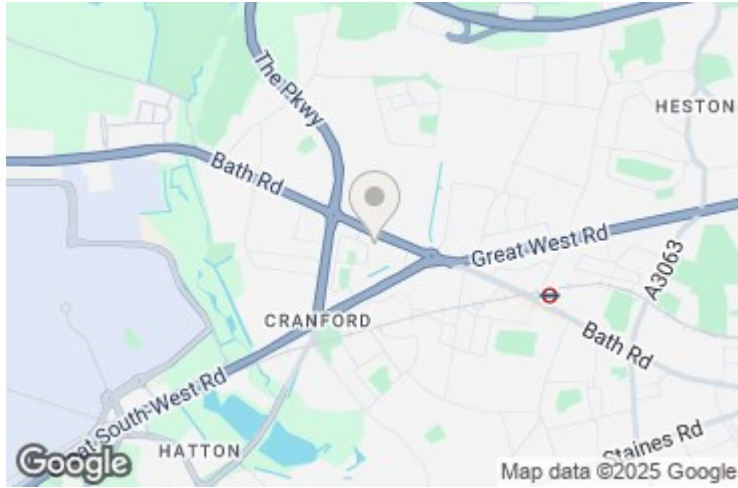 The Pkwy
HESTON
Bath Rd
Great West Rd
A3063
CRANFORD
Bath Rd
at South West Rd
HATTON
Staines Rd
Google
Map data ©2025 Google